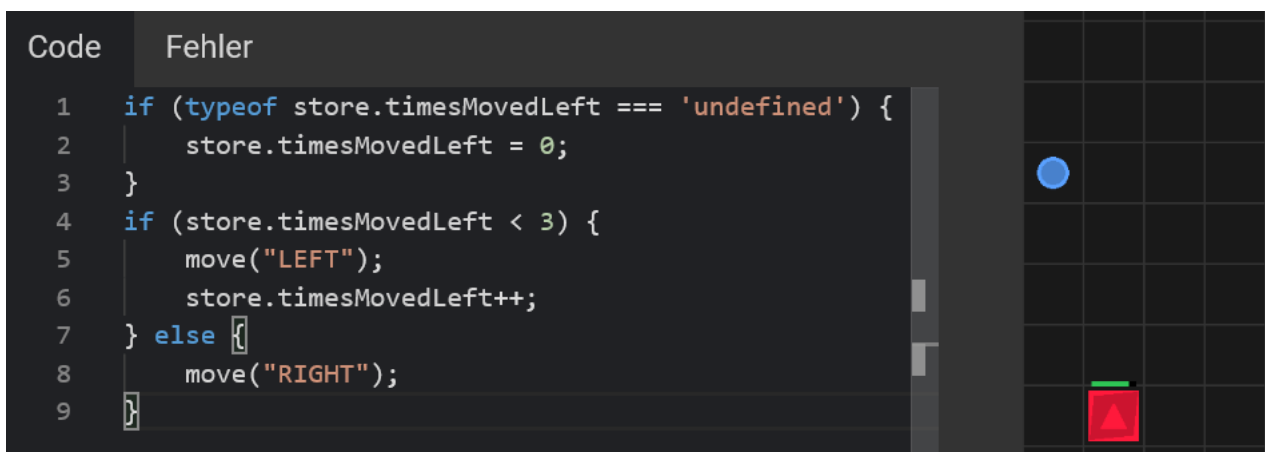 Code Fehler
1 if (typeof store.timesMovedLeft === 'undefined') {
2 store.timesMovedLeft = 0;
3 }
4 if (store.timesMovedLeft < 3) {
5 move("LEFT");
6 store.timesMovedLeft++;
7 } else {
8 move("RIGHT");
9 }